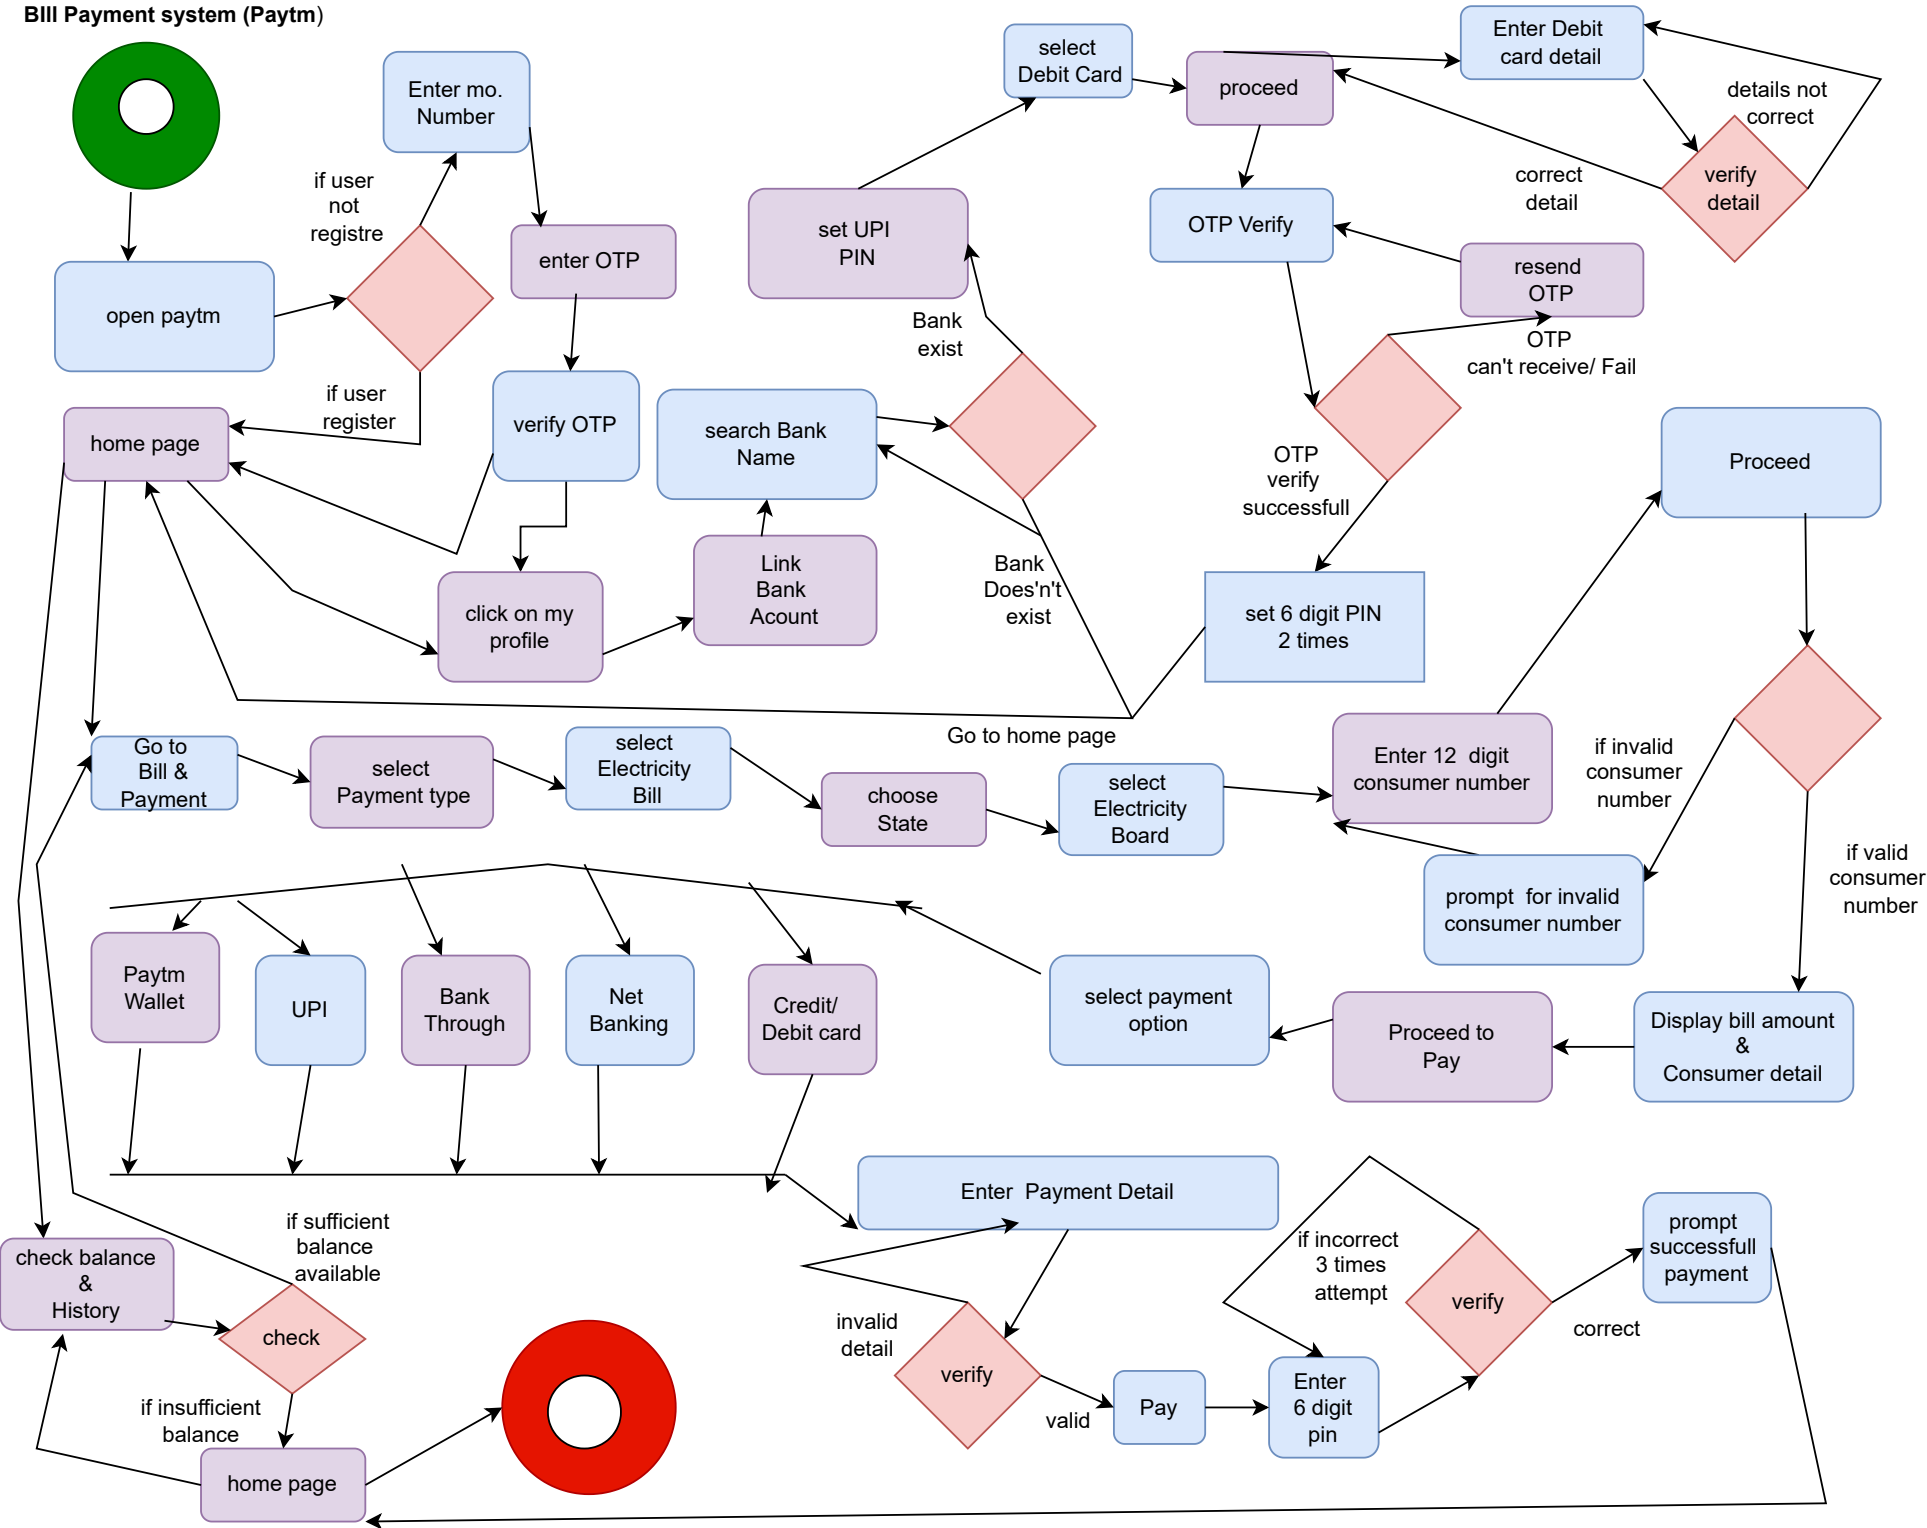 BIll Payment system (Paytm)
Enter mo.
Number
select
Debit Card
proceed
Enter Debit
card detail
details not
correct
verify
detail
correct
detail
if user
not
registre
enter OTP
set UPI
PIN
OTP Verify
resend
OTP
open paytm
Bank
exist
OTP
can't receive/ Fail
if user
register
home page
verify OTP
search Bank
Name
OTP
verify
successfull
Proceed
click on my
profile
Link
Bank
Acount
Bank
Does'n't
exist
set 6 digit PIN
2 times
Go to home page
Go to
Bill &
Payment
select
Payment type
select
Electricity
Bill
choose
State
select
Electricity
Board
Enter 12 digit
consumer number
if invalid
consumer
number
prompt for invalid
consumer number
if valid
consumer
number
Paytm
Wallet
UPI
Bank
Through
Net
Banking
Credit/
Debit card
select payment
option
Proceed to
Pay
Display bill amount
&
Consumer detail
Enter Payment Detail
check balance
&
History
if sufficient
balance
available
check
if insufficient
balance
home page
invalid
detail
verify
valid
Pay
Enter
6 digit
pin
if incorrect
3 times
attempt
verify
correct
prompt
successfull
payment